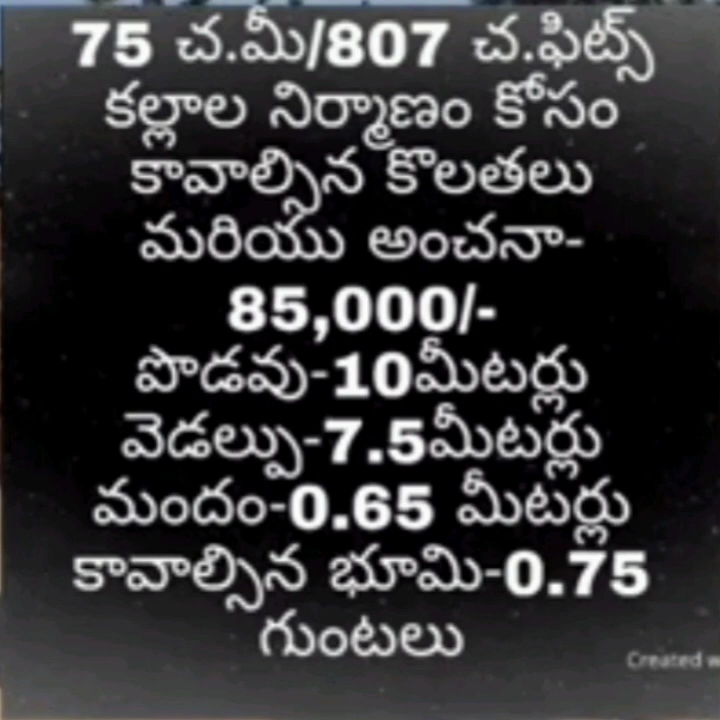 75 చ.మీ/807 చ.ఫిట్స్
కల్లాల నిర్మాణం కోసం
కావాల్సిన కొలతలు
మరియు అంచనా-
85,000/-
పొడవు-10మీటర్లు
వెడల్పు-7.5మీటర్లు
మందం-0.65 మీటర్లు
కావాల్సిన భూమి-0.75
గుంటలు
Created